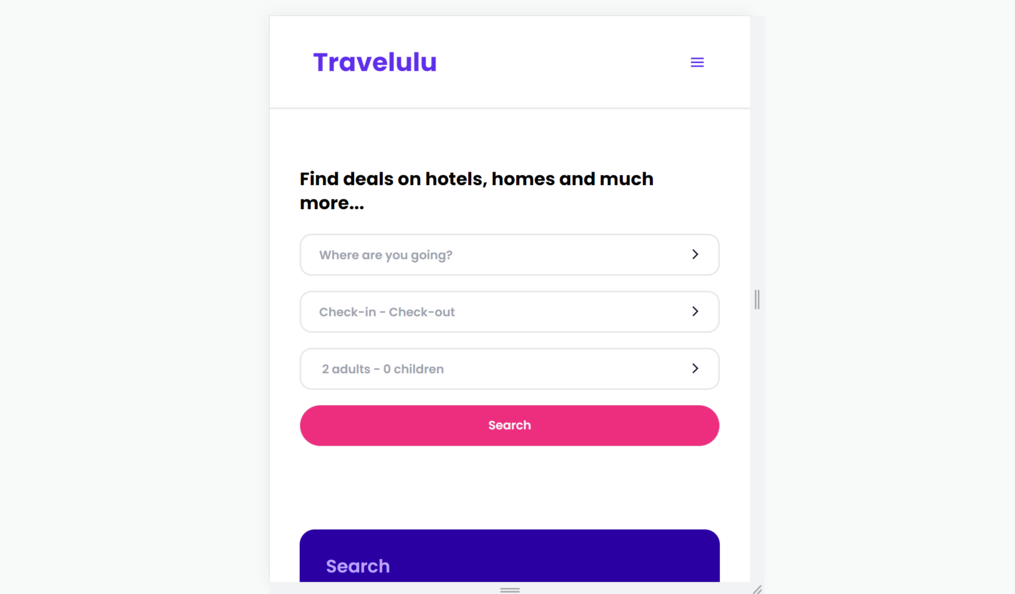 Travelulu
Find deals on hotels, homes and much
more...
Where are you going?
Check-in - Check-out
2 adults - 0 children
Search
Search